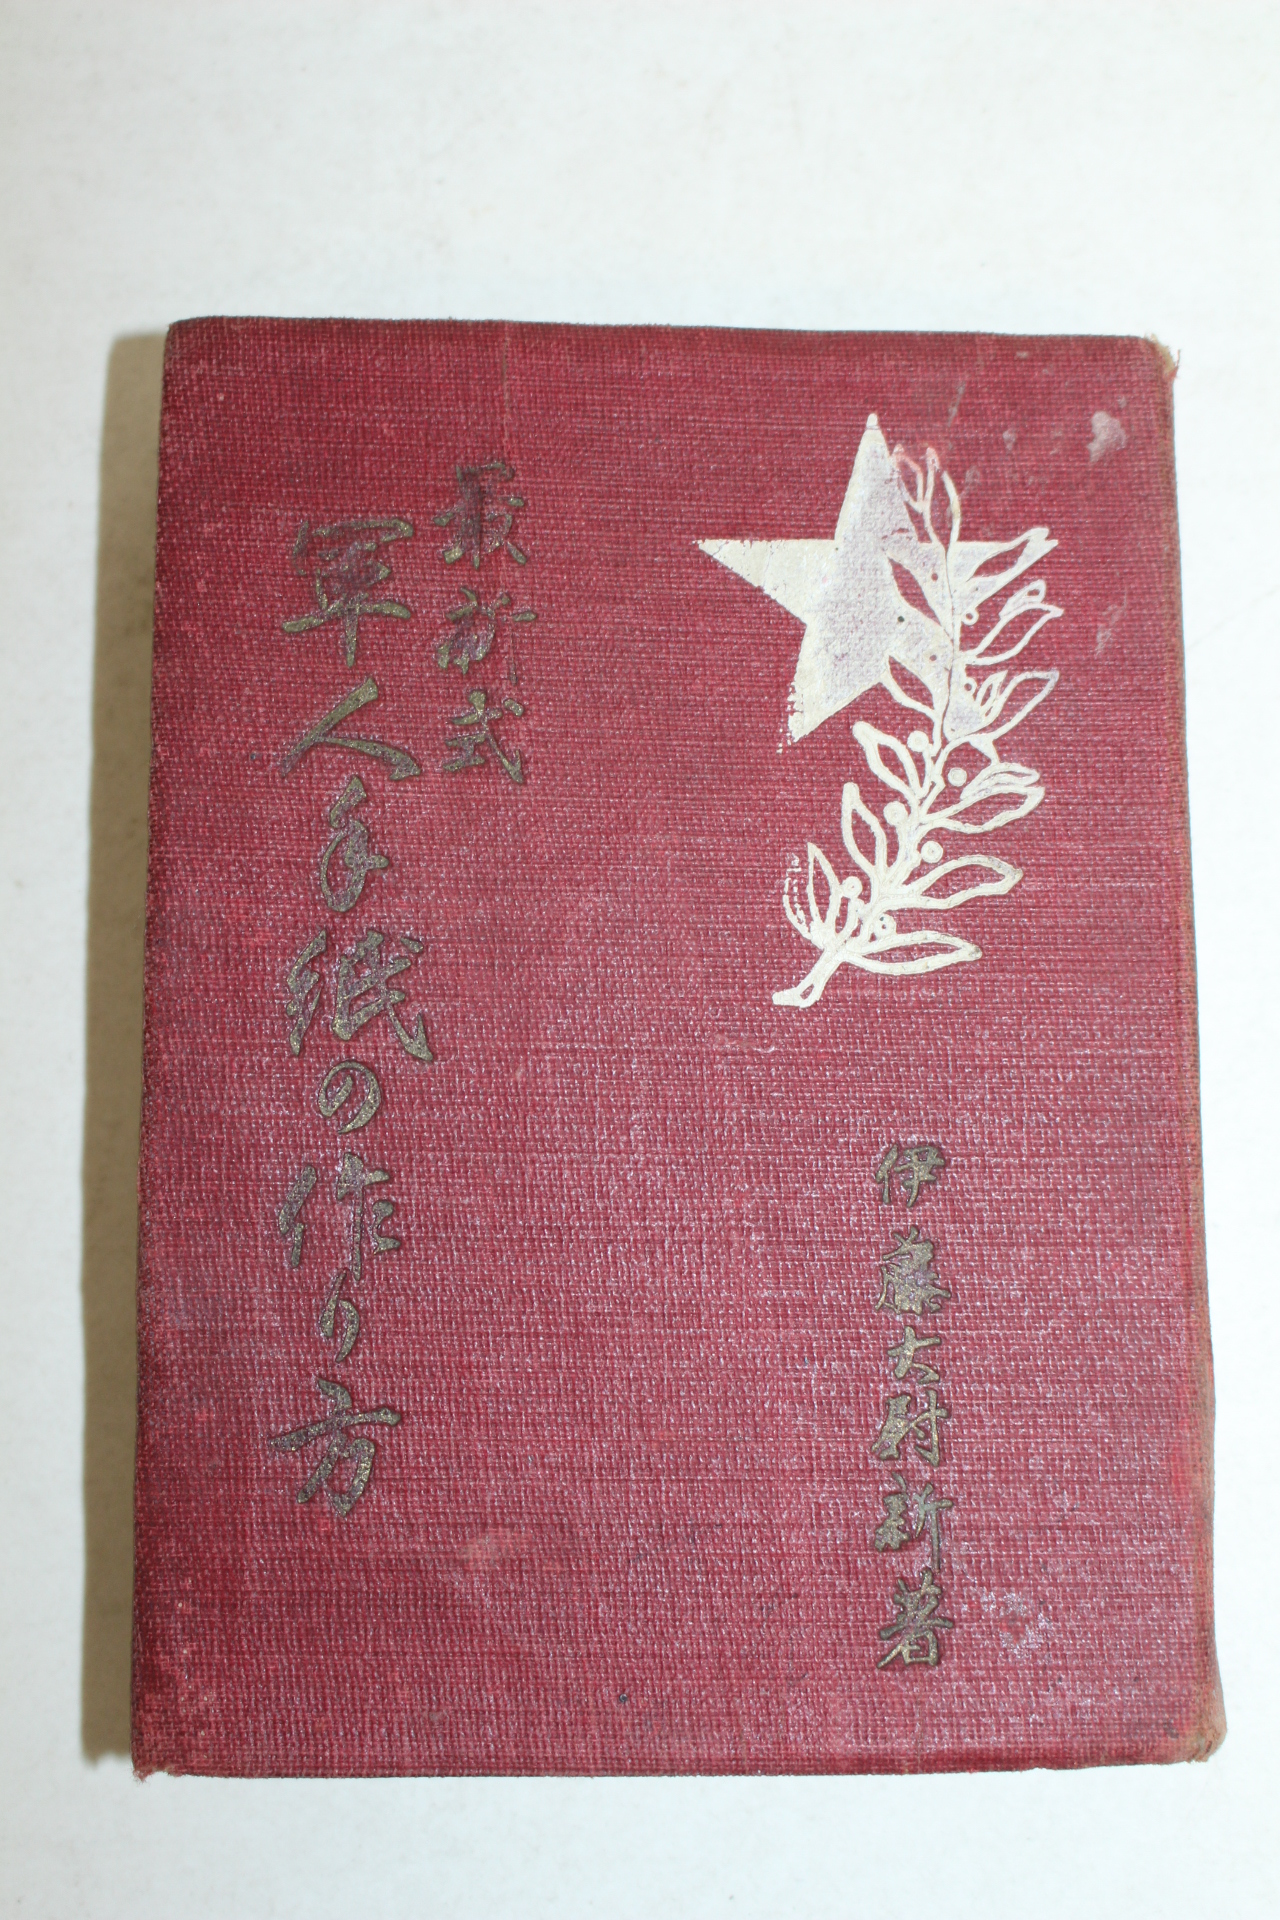 伊藤大尉新著
最新式
軍人手紙の作り方